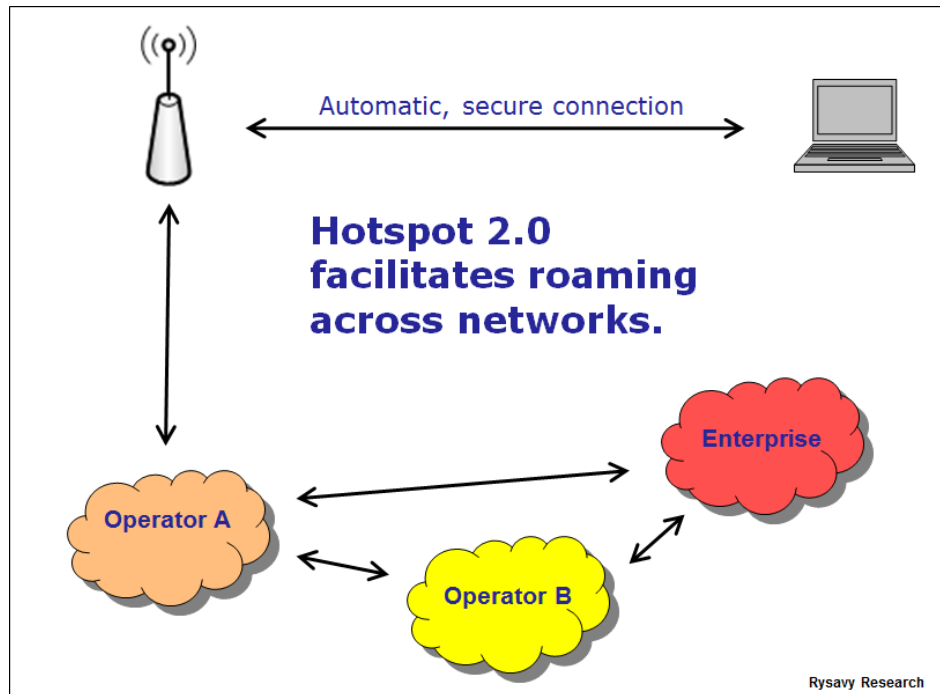 Automatic, secure connection
Hotspot 2.0
facilitates roaming
across networks.
Enterprise
Operator A
Operator B
Rysavy Research